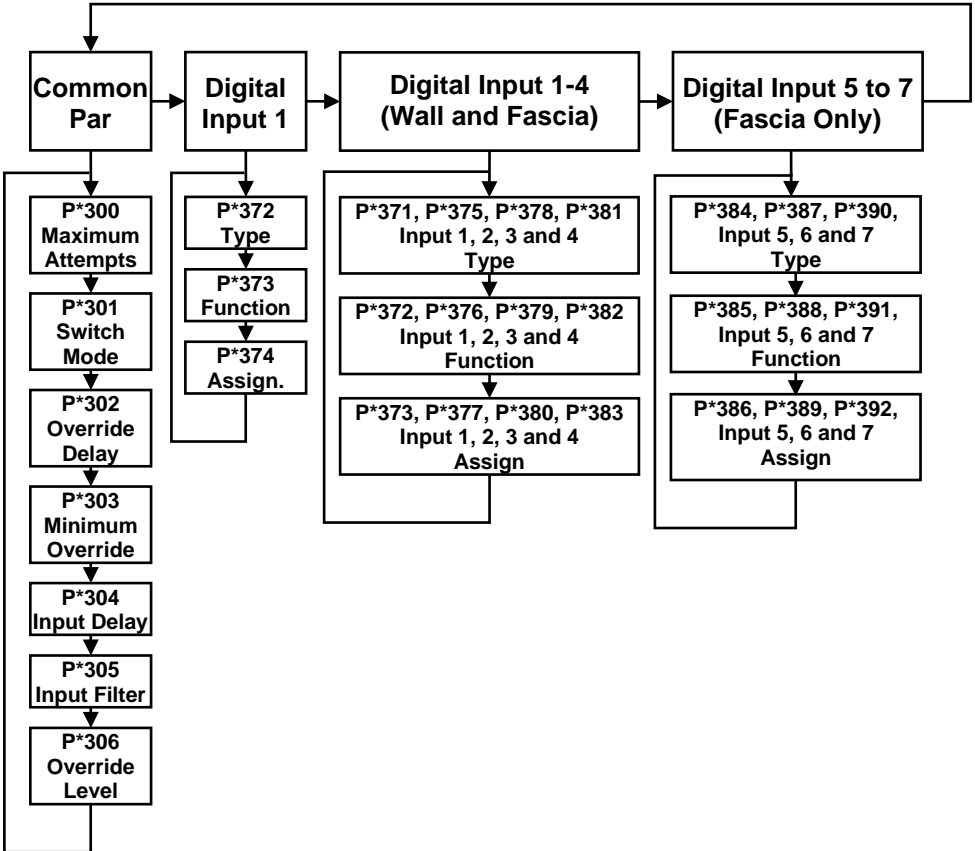 Common
Par
Digital
Input 1
Digital Input 1-4
(Wall and Fascia)
Digital Input 5 to 7
(Fascia Only)
P*300
Maximum
Attempts
P*301
Switch
Mode
P*302
Override
Delay
P*303
Minimum
Override
P*304
Input Delay
P*305
Input Filter
P*306
Override
Level
P*372
Type
P*373
Function
P*374
Assign.
P*371, P*375, P*378, P*381
Input 1, 2, 3 and 4
Type
P*372, P*376, P*379, P*382
Input 1, 2, 3 and 4
Function
P*373, P*377, P*380, P*383
Input 1, 2, 3 and 4
Assign
P*384, P*387, P*390,
Input 5, 6 and 7
Type
P*385, P*388, P*391,
Input 5, 6 and 7
Function
P*386, P*389, P*392,
Input 5, 6 and 7
Assign